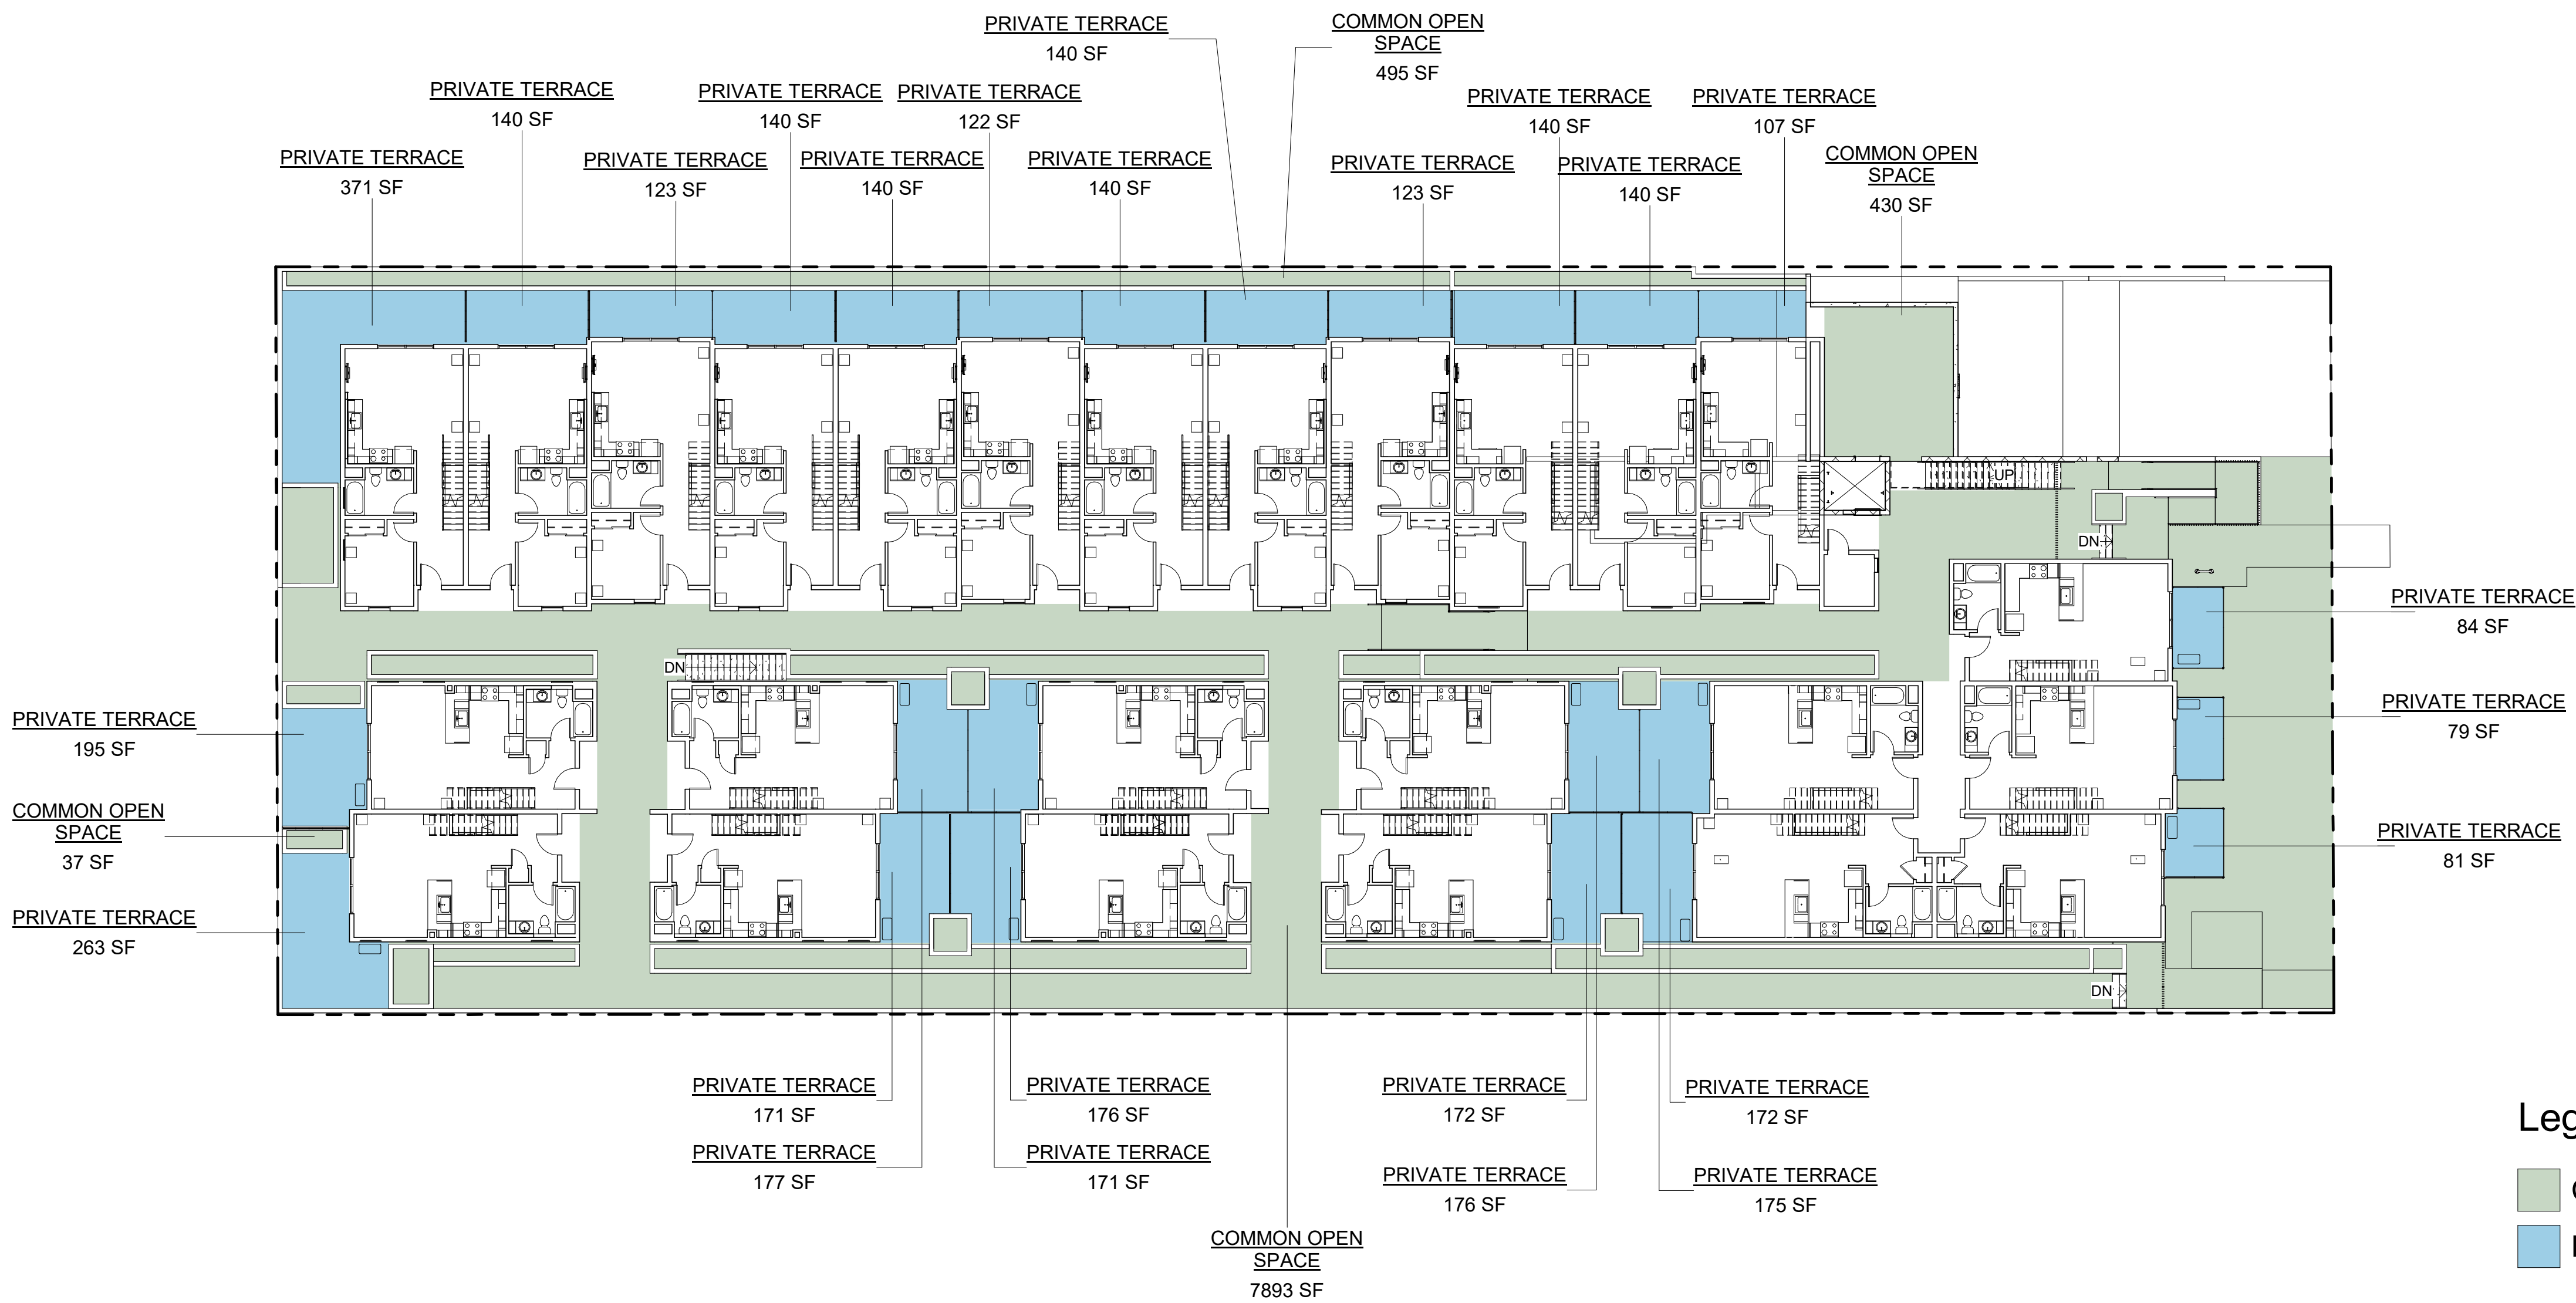 PRIVATE TERRACE
140 SF
COMMON OPEN
SPACE
495 SF
PRIVATE TERRACE
140 SF
PRIVATE TERRACE
140 SF
PRIVATE TERRACE
122 SF
PRIVATE TERRACE
140 SF
PRIVATE TERRACE
107 SF
PRIVATE TERRACE
371 SF
PRIVATE TERRACE
123 SF
PRIVATE TERRACE
140 SF
PRIVATE TERRACE
140 SF
PRIVATE TERRACE
123 SF
PRIVATE TERRACE
140 SF
COMMON OPEN
SPACE
430 SF
UP
DN
PRIVATE TERRACE
84 SF
DN
PRIVATE TERRACE
195 SF
PRIVATE TERRACE
79 SF
COMMON OPEN
SPACE
37 SF
PRIVATE TERRACE
81 SF
PRIVATE TERRACE
263 SF
DN
PRIVATE TERRACE
171 SF
PRIVATE TERRACE
176 SF
PRIVATE TERRACE
172 SF
PRIVATE TERRACE
172 SF
PRIVATE TERRACE
177 SF
PRIVATE TERRACE
171 SF
PRIVATE TERRACE
176 SF
PRIVATE TERRACE
175 SF
COMMON OPEN
SPACE
7893 SF
Leg